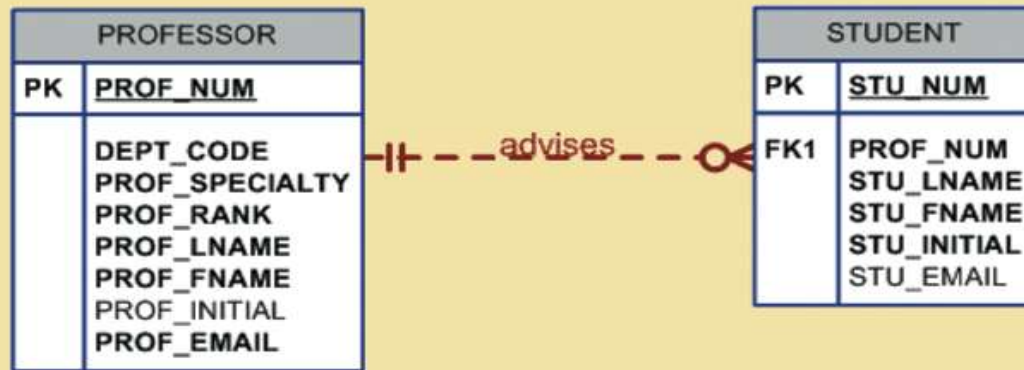 PROFESSOR
PK PROF_NUM
DEPT_CODE
PROF_SPECIALTY
PROF_RANK
PROF_LNAME
PROF_FNAME
PROF_INITIAL
PROF_EMAIL
advises
STUDENT
PK STU_NUM
FK1 PROF_NUM
STU_LNAME
STU_FNAME
STU_INITIAL
STU_EMAIL